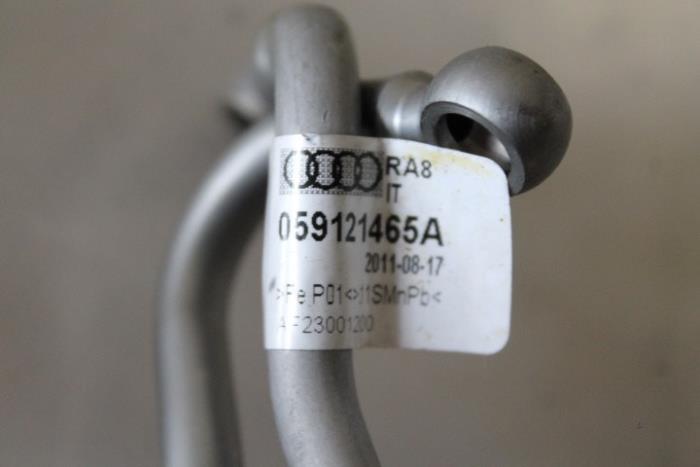 RA8
IT
059121465A
2011-08-17
>Fe P01<>11SMnPb<
AF23001200